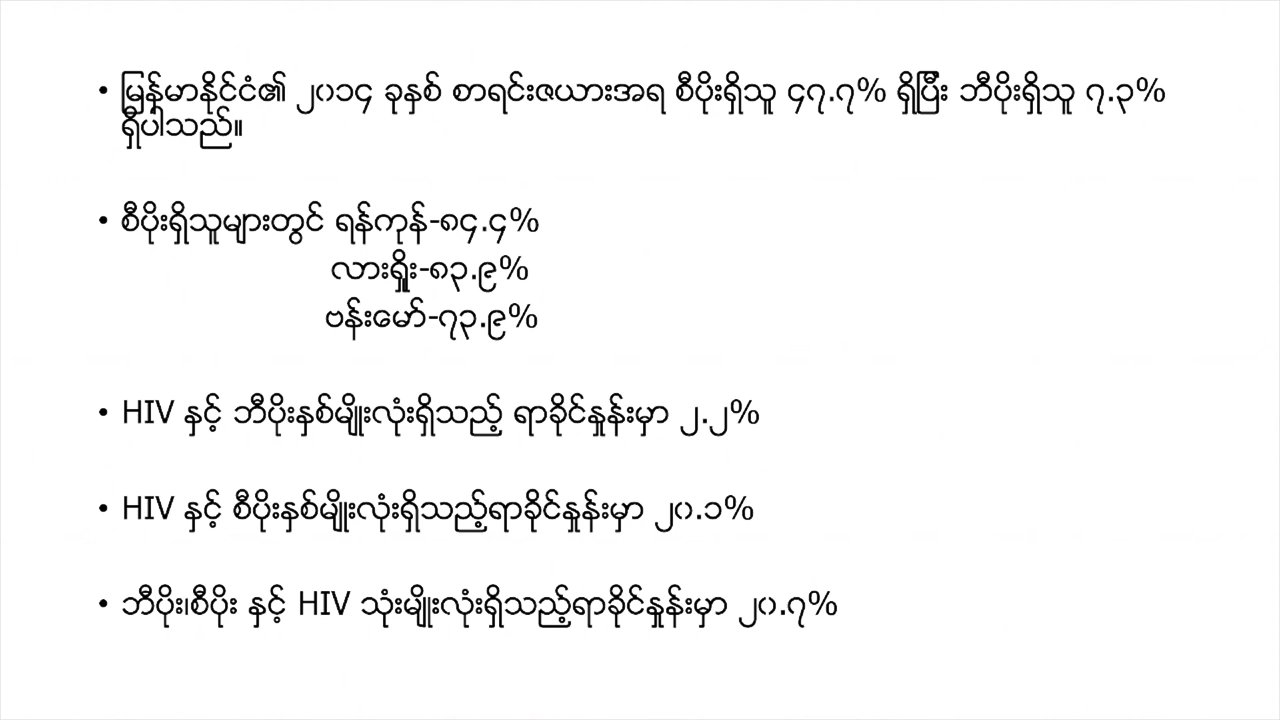 • မြန်မာနိုင်ငံ၏ ၂၀၁၄ ခုနှစ် စာရင်းဇယားအရ စီပိုးရှိသူ ၄၇.၇% ရှိပြီး ဘီပိုးရှိသူ ၇.၃%
ရှိပါသည်။
• စီပိုးရှိသူများတွင် ရန်ကုန်-၈၄.၄%
လားရှိုး-၈၃.၉%
ဗန်းမော်-၇၃.၉%
• HIV နှင့် ဘီပိုးနှစ်မျိုးလုံးရှိသည့် ရာခိုင်နှုန်းမှာ ၂.၂%
• HIV နှင့် စီပိုးနှစ်မျိုးလုံးရှိသည့်ရာခိုင်နှုန်းမှာ ၂၀.၁%
• ဘီပိုး၊စီပိုး နှင့် HIV သုံးမျိုးလုံးရှိသည့်ရာခိုင်နှုန်းမှာ ၂၀.၇%